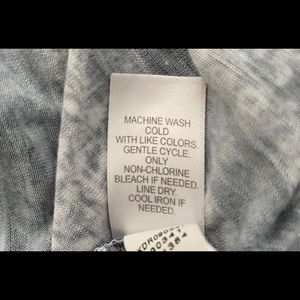 MACHINE WASH
COLD
WITH LIKE COLORS.
GENTLE CYCLE.
ONLY
NON-CHLORINE
BLEACH IF NEEDED.
LINE DRY.
COOL IRON IF
NEEDED.